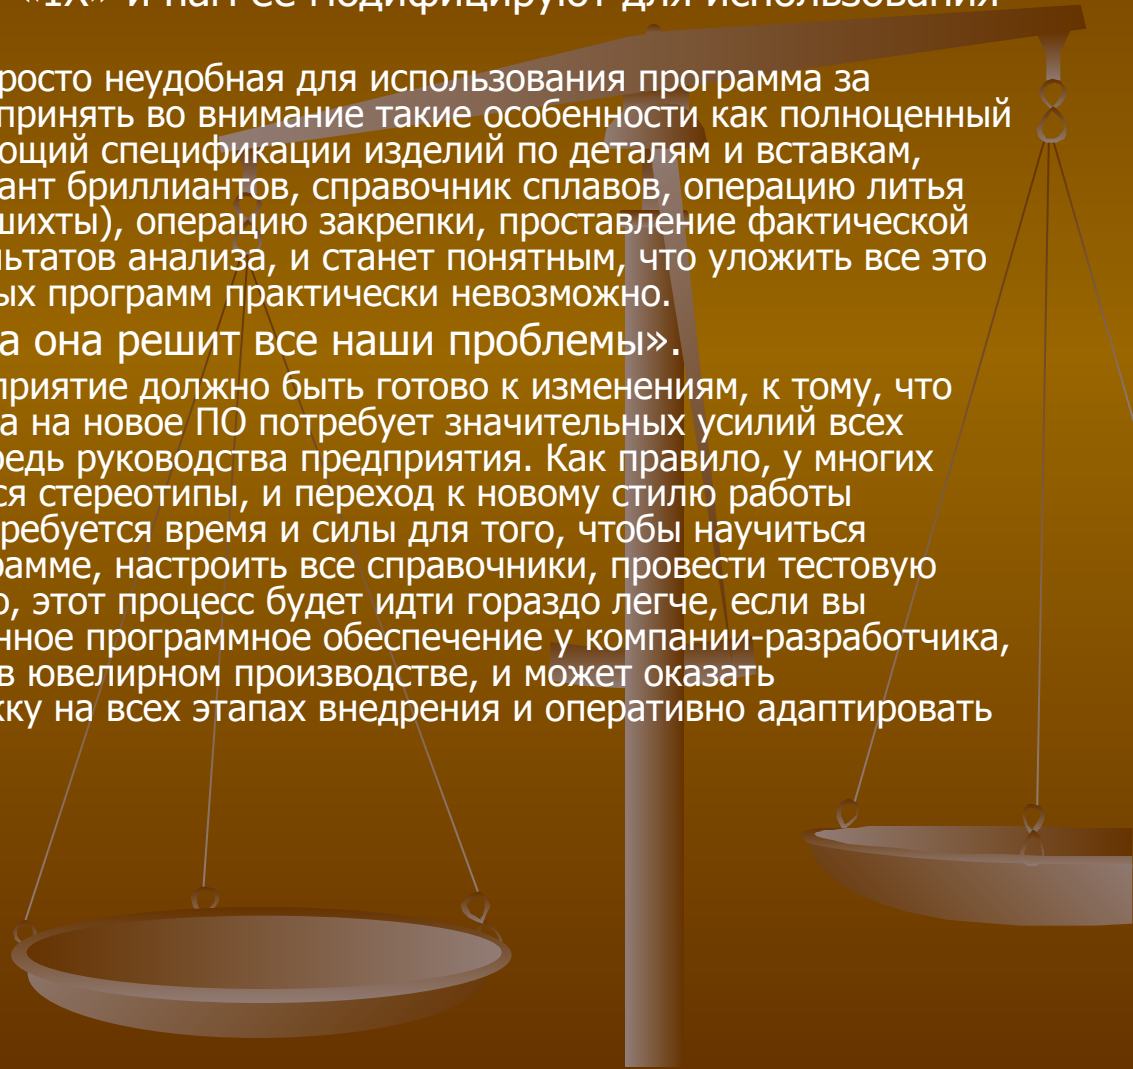 «1X» и нам ее модифицируют для использования
росто неудобная для использования программа за
принять во внимание такие особенности как полноценный
ющий спецификации изделий по деталям и вставкам,
ант бриллиантов, справочник сплавов, операцию литья
шихты), операцию закрепки, проставление фактической
льтатов анализа, и станет понятным, что уложить все это
ых программ практически невозможно.
а она решит все наши проблемы».
приятие должно быть готово к изменениям, к тому, что
а на новое ПО потребует значительных усилий всех
редь руководства предприятия. Как правило, у многих
ся стереотипы, и переход к новому стилю работы
ребуется время и силы для того, чтобы научиться
рамме, настроить все справочники, провести тестовую
о, этот процесс будет идти гораздо легче, если вы
нное программное обеспечение у компании-разработчика,
в ювелирном производстве, и может оказать
жку на всех этапах внедрения и оперативно адаптировать